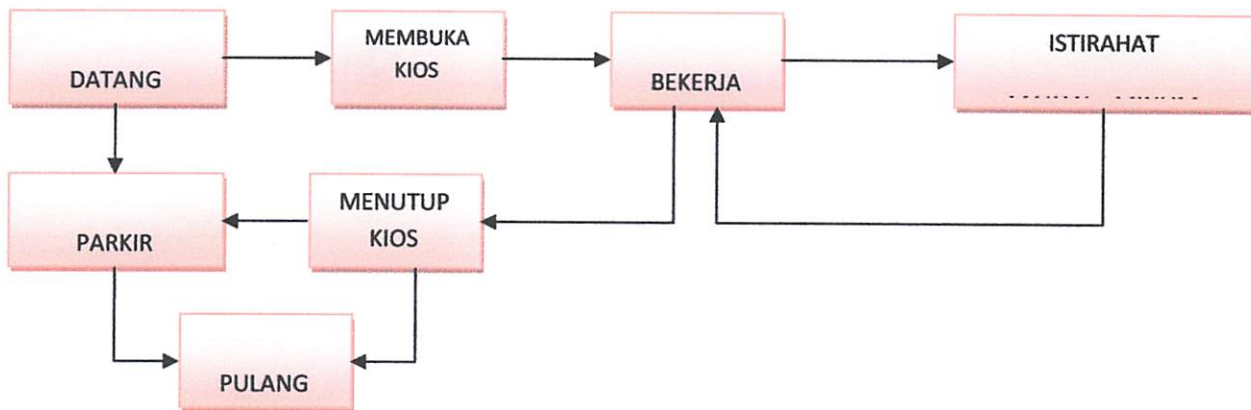 DATANG
MEMBUKA
KIOS
BEKERJA
ISTIRAHAT
PARKIR
MENUTUP
KIOS
PULANG